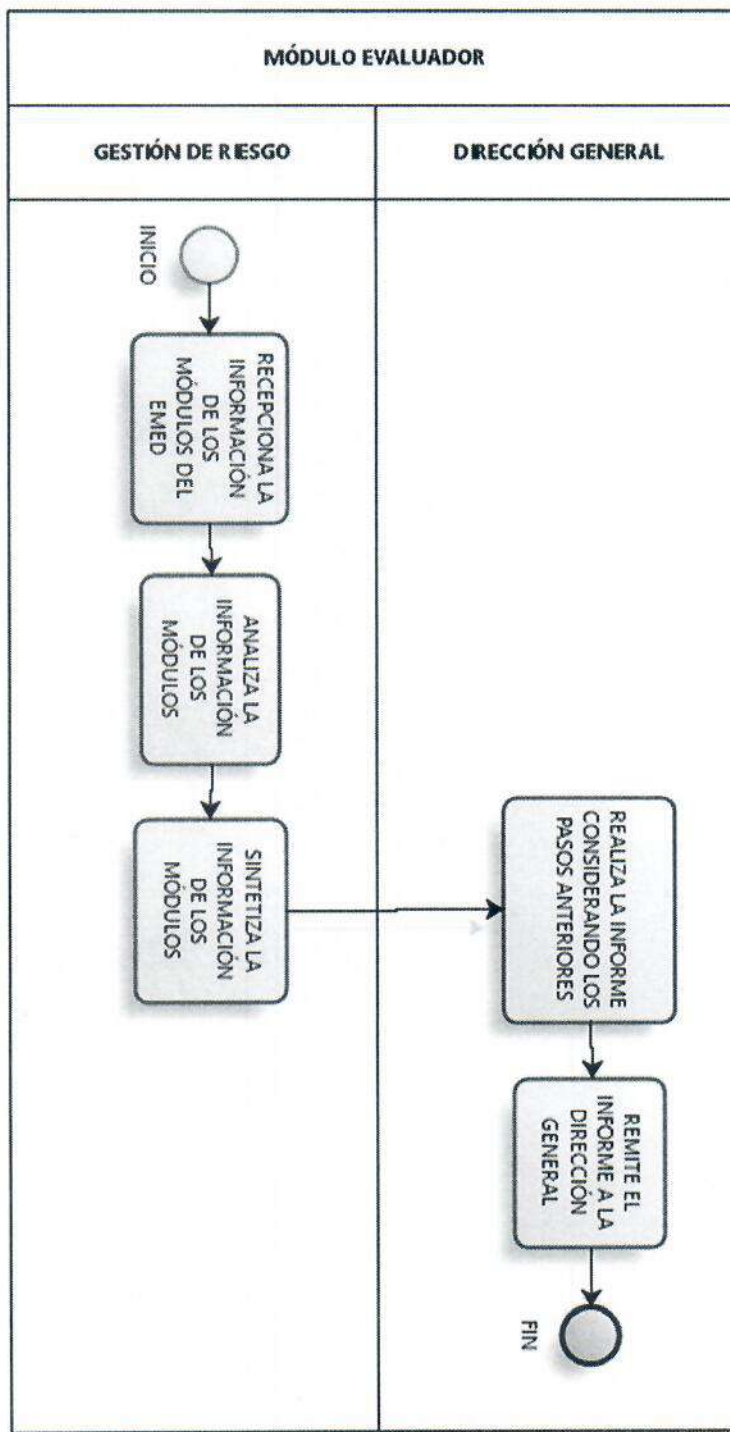 MÓDULO EVALUADOR
GESTIÓN DE RIESGO
DIRECCIÓN GENERAL
INICIO
RECEPCIONA LA
INFORMACIÓN
DE LOS
MÓDULOS DEL
EMED
ANALIZA LA
INFORMACIÓN
DE LOS
MÓDULOS
SINTETIZA LA
INFORMACIÓN
DE LOS
MÓDULOS
REALIZA LA INFORME
CONSIDERANDO LOS
PASOS ANTERIORES
REMITE EL
INFORME A LA
DIRECCIÓN
GENERAL
FIN